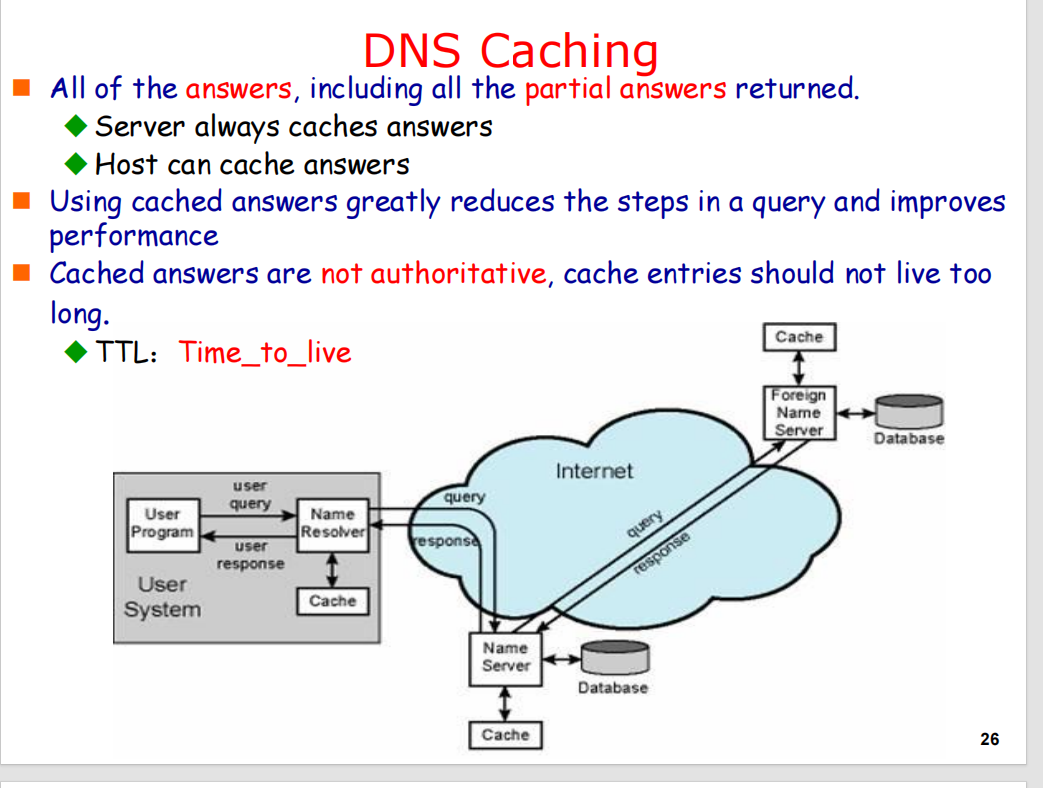 DNS Caching
All of the answers, including all the partial answers returned.
Server always caches answers
Host can cache answers
Using cached answers greatly reduces the steps in a query and improves
performance
Cached answers are not authoritative, cache entries should not live too
long.
TTL： Time_to_live
Cache
Foreign
Name
Server
Database
Internet
user
query
User
Program
Name
Resolver
user
response
User
System
Cache
query
response
query
response
Name
Server
Database
Cache
26